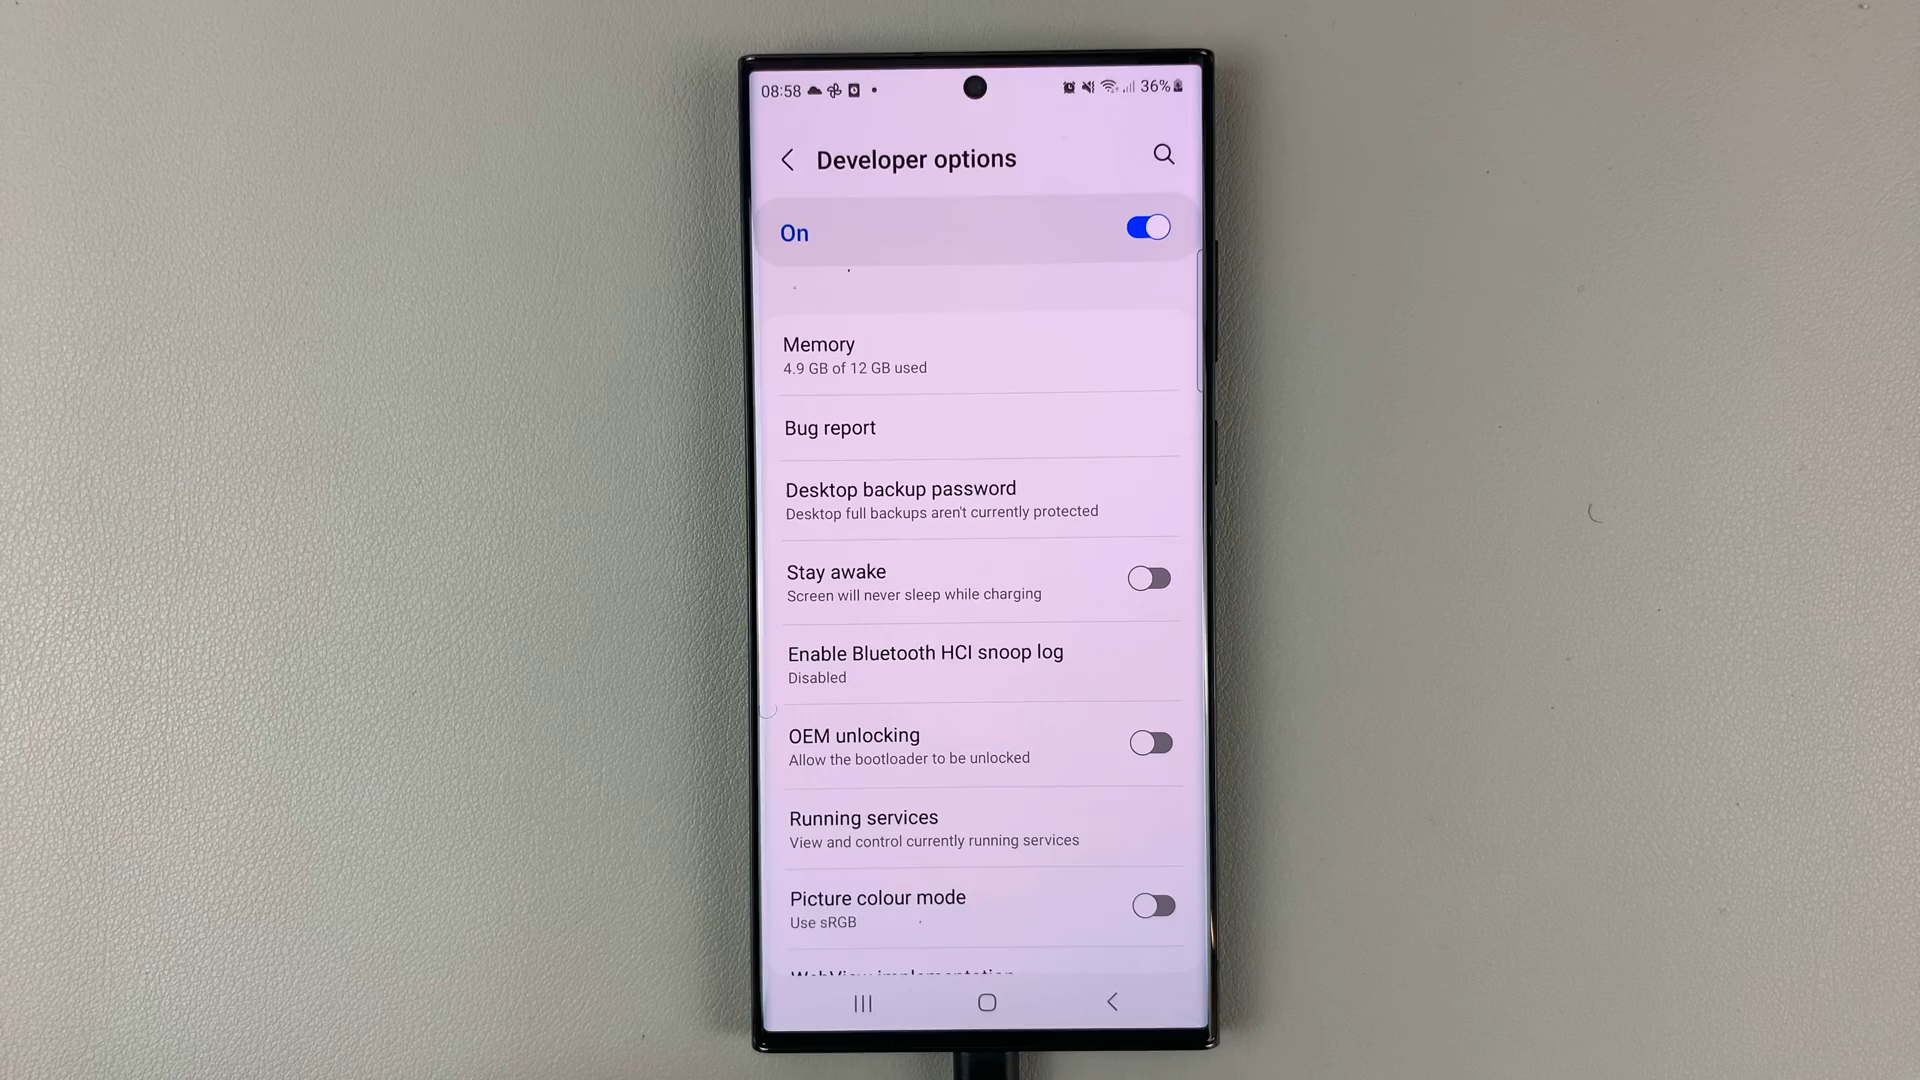 08:58
36%
Developer options
On
Memory
4.9 GB of 12 GB used
Bug report
Desktop backup password
Desktop full backups aren't currently protected
Stay awake
Screen will never sleep while charging
Enable Bluetooth HCI snoop log
Disabled
OEM unlocking
Allow the bootloader to be unlocked
Running services
View and control currently running services
Picture colour mode
Use sRGB